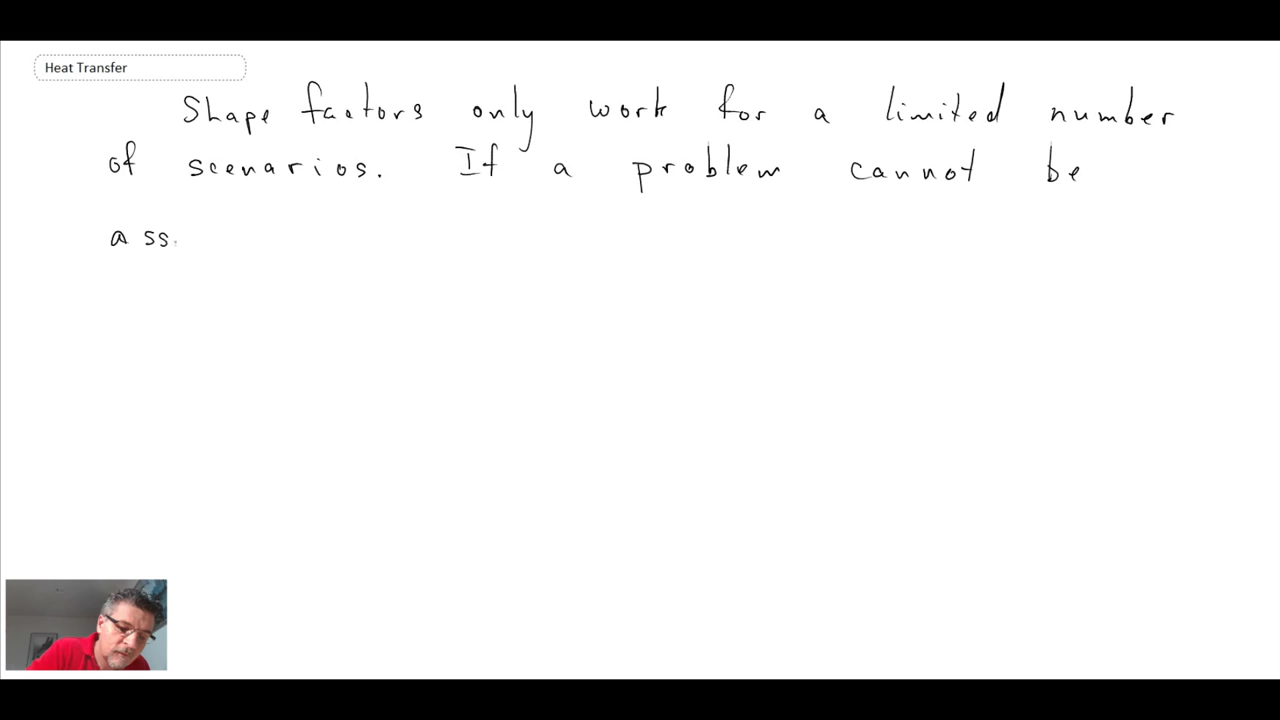 Heat Transfer
Shape factors only work for a limited number
of scenarios. If a problem cannot be
ass